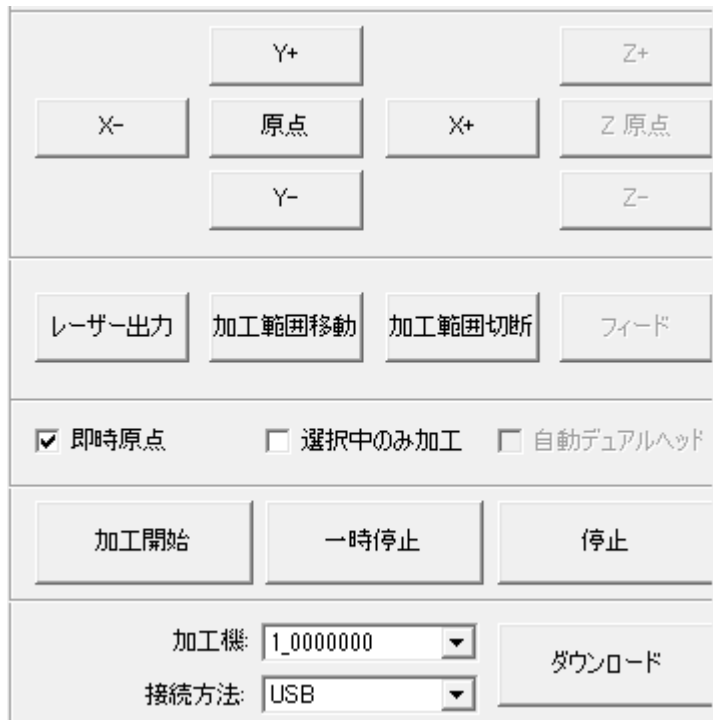 Y+
Z+
X-
原点
X+
Z 原点
Y-
Z-
レーザー出力
加工範囲移動
加工範囲切断
フィード
即時原点
選択中のみ加工
自動デュアルヘッド
加工開始
一時停止
停止
加工機:
1_0000000
ダウンロード
接続方法:
USB